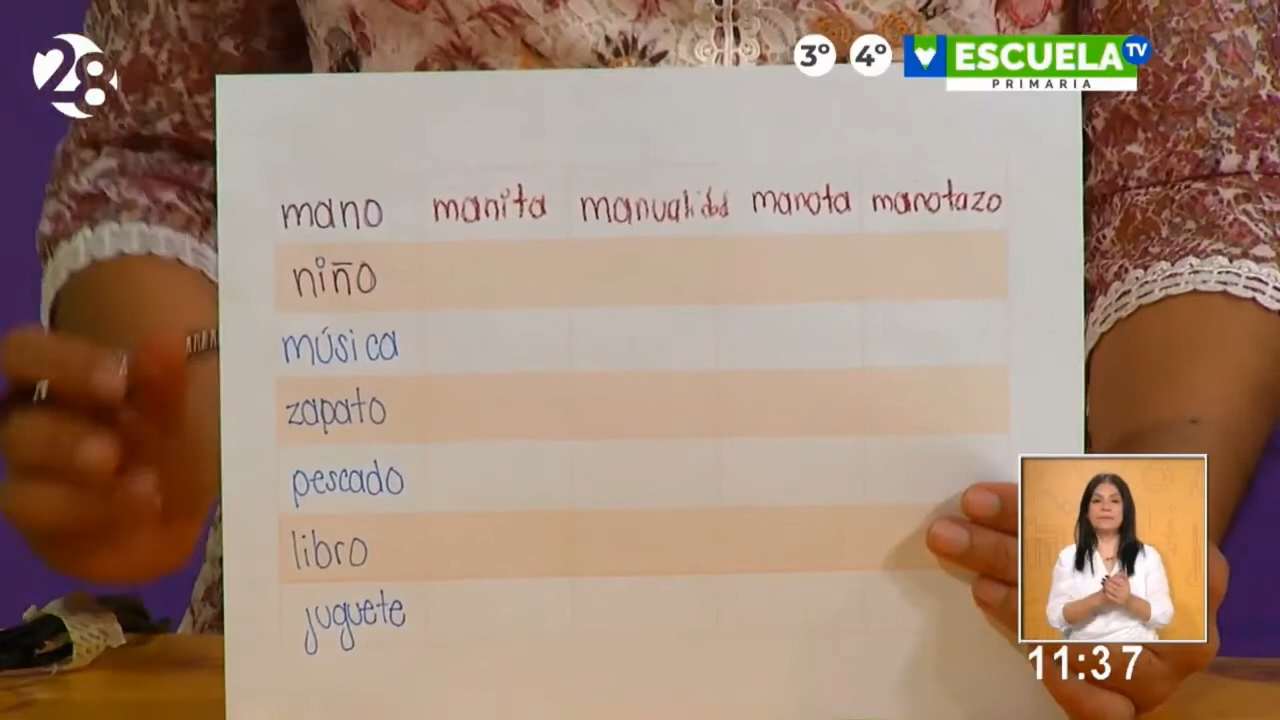 28
3° 4° ESCUELA TV
PRIMARIA
mano manita manualidad manota manotazo
niño
música
zapato
pescado
libro
juguete
11:37